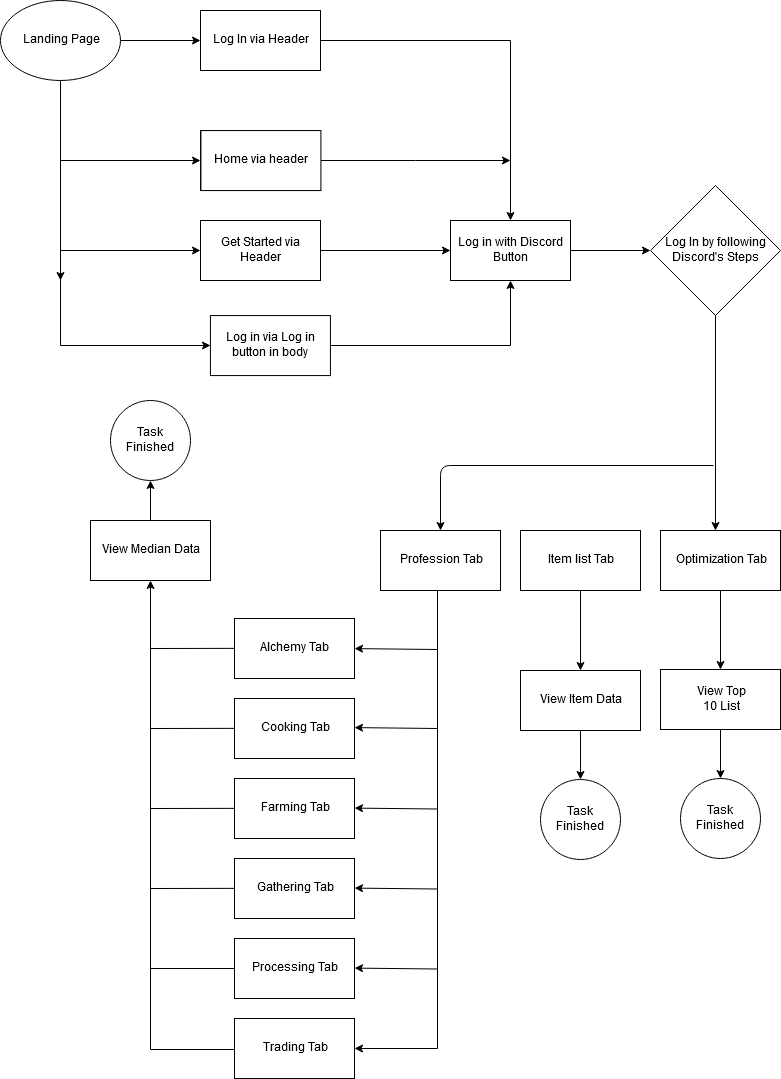 Landing Page
Log In via Header
Home via header
Get Started via
Header
Log in with Discord
Button
Log In by following
Discord's Steps
Log in via Log in
button in body
Task
Finished
View Median Data
Profession Tab
Item list Tab
Optimization Tab
Alchemy Tab
Cooking Tab
Farming Tab
Gathering Tab
Processing Tab
Trading Tab
View Item Data
View Top
10 List
Task
Finished
Task
Finished